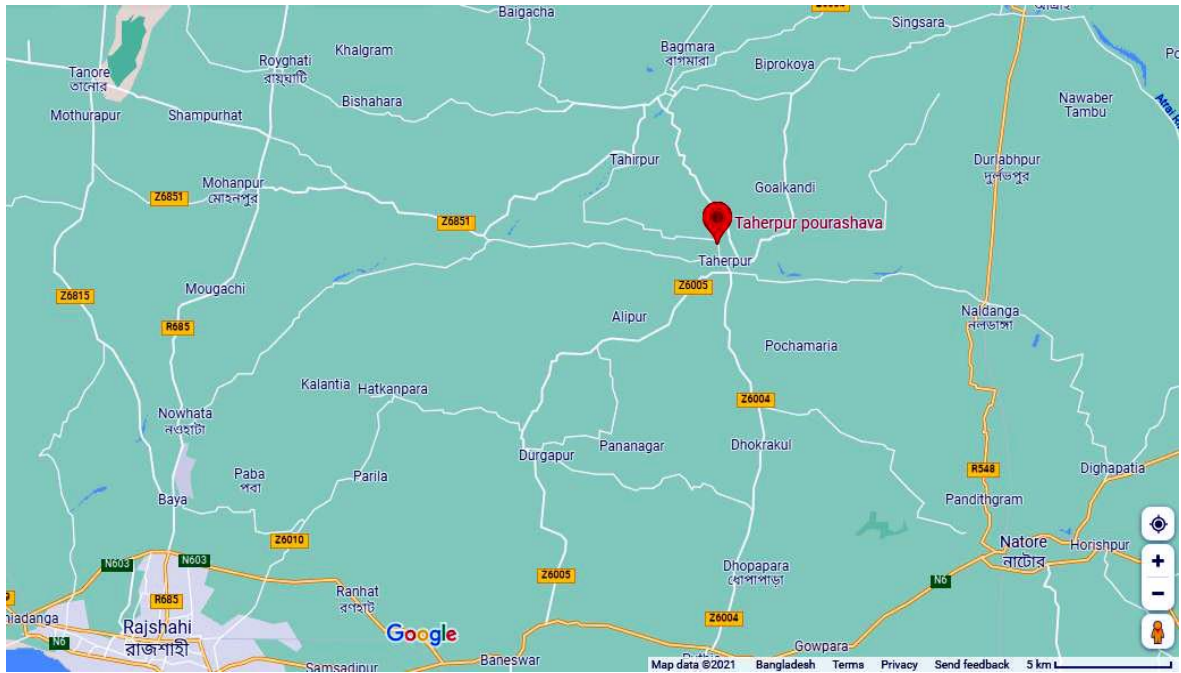 Baigacha
Singsara
Khalgram
Royghati
রায়ঘাটি
Bagmara
বাগমারা
Biprokoya
Tanore
তানোর
Bishahara
Nawaber
Tambu
Mothurapur
Shampurhat
Tahirpur
Durlabhpur
দুর্লভপুর
Mohanpur
মোহনপুর
Z6851
Z6851
Goalkandi
Taherpur pourashava
Taherpur
Z6005
Mougachi
Z6815
R685
Alipur
Naldanga
নলডাঙ্গা
Pochamaria
Kalantia
Hatkanpara
Z6004
Nowhata
নওহাটা
Durgapur
Pananagar
Dhokrakul
Paba
পবা
Parila
R548
Dighapatia
Baya
Pandithgram
Z6010
Natore
নাটোর
Horishpur
N603
N603
Dhopapara
ধোপাপাড়া
Z6005
N6
Ranhat
রণহাট
R685
Rajshahi
রাজশাহী
N6
Google
Z6004
Gowpara
Samsadipur
Baneswar
Map data ©2021 Bangladesh Terms Privacy Send feedback 5 km